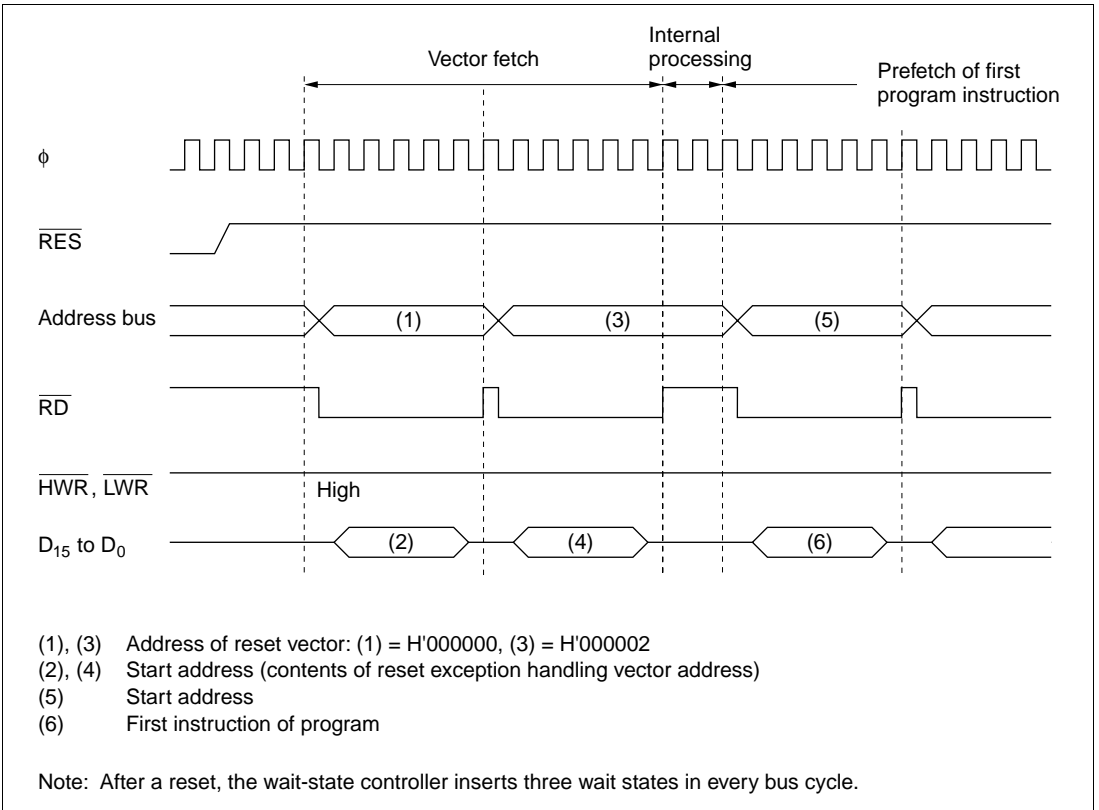 Vector fetch
Internal
processing
Prefetch of first
program instruction
φ
RES
Address bus
(1)
(3)
(5)
RD
HWR, LWR
High
D15 to D0
(2)
(4)
(6)
(1), (3) Address of reset vector: (1) = H'000000, (3) = H'000002
(2), (4) Start address (contents of reset exception handling vector address)
(5) Start address
(6) First instruction of program
Note: After a reset, the wait-state controller inserts three wait states in every bus cycle.